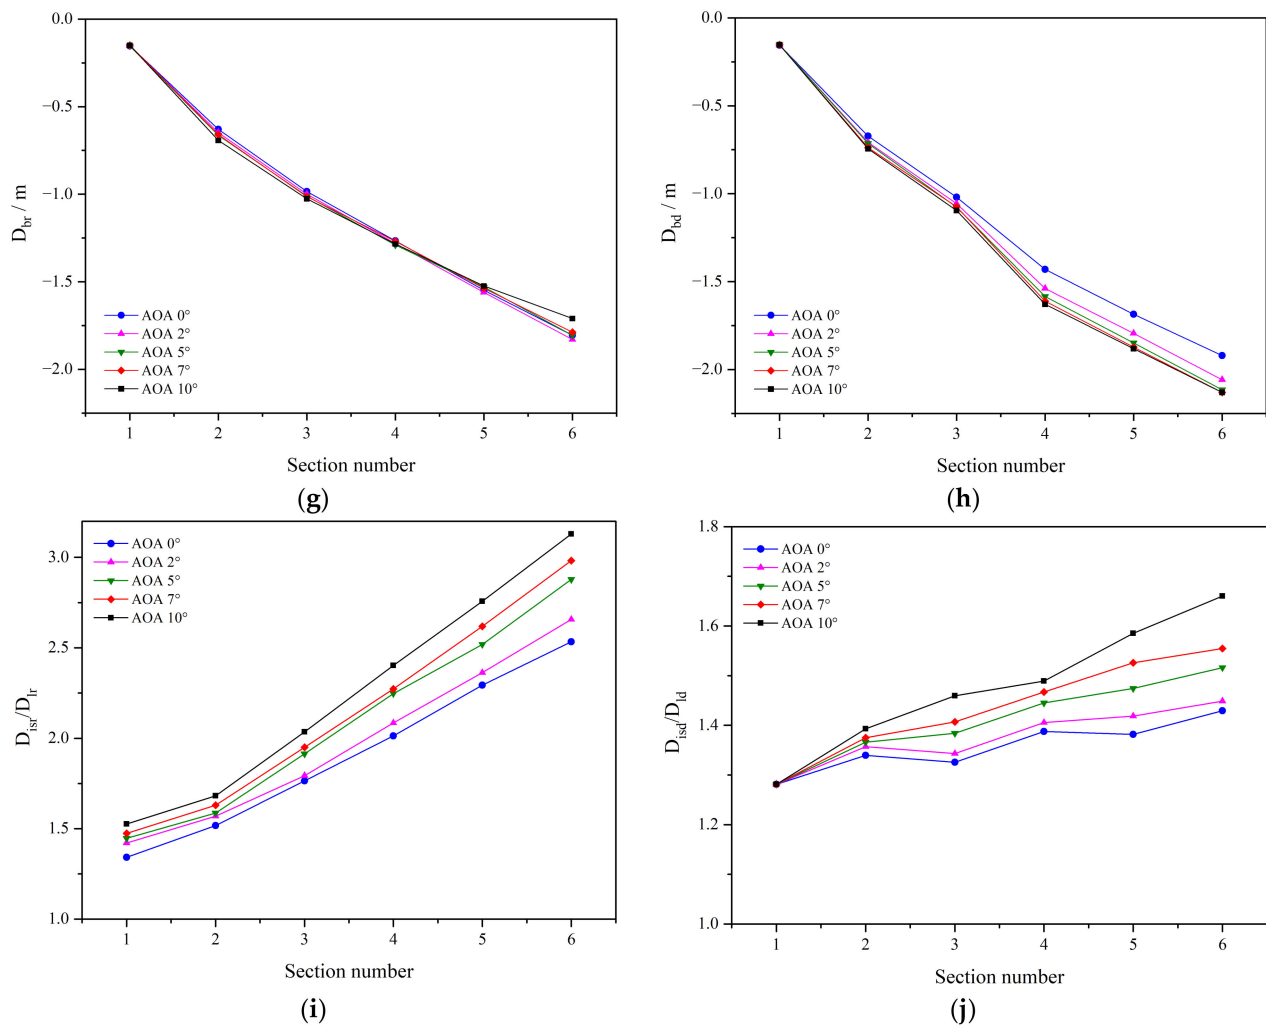 0.0
−0.5
−1.0
−1.5
−2.0
D_br / m
AOA 0°
AOA 2°
AOA 5°
AOA 7°
AOA 10°
1 2 3 4 5 6
Section number
(g)
0.0
−0.5
−1.0
−1.5
−2.0
D_bd / m
AOA 0°
AOA 2°
AOA 5°
AOA 7°
AOA 10°
1 2 3 4 5 6
Section number
(h)
3.0
2.5
2.0
1.5
1.0
D_isr/D_lr
AOA 0°
AOA 2°
AOA 5°
AOA 7°
AOA 10°
1 2 3 4 5 6
Section number
(i)
1.8
1.6
1.4
1.2
1.0
D_isd/D_ld
AOA 0°
AOA 2°
AOA 5°
AOA 7°
AOA 10°
1 2 3 4 5 6
Section number
(j)